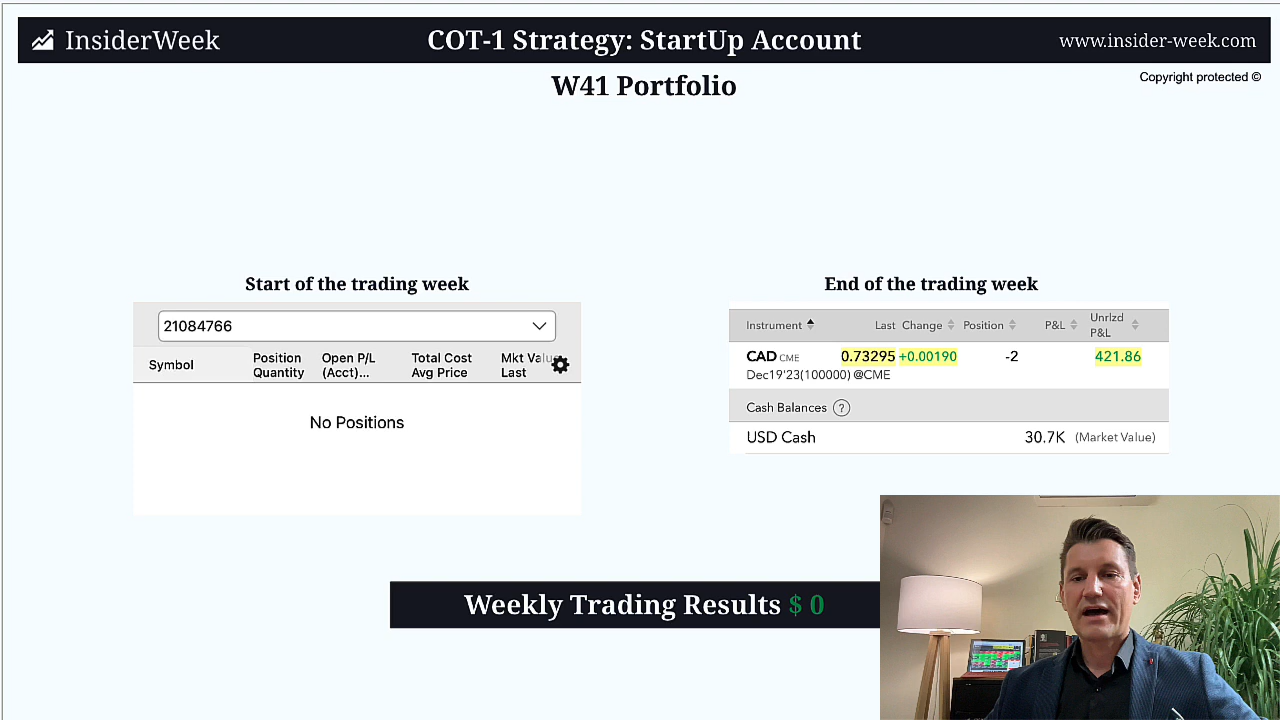 InsiderWeek
COT-1 Strategy: StartUp Account
www.insider-week.com
W41 Portfolio
Copyright protected ©
Start of the trading week
21084766
Symbol
Position Quantity
Open P/L (Acct)...
Total Cost Avg Price
Mkt Value Last
No Positions
End of the trading week
Instrument
Last
Change
Position
P&L
Unrlzd P&L
CAD CME
0.73295
+0.00190
-2
421.86
Dec19'23(100000) @CME
Cash Balances ?
USD Cash
30.7K (Market Value)
Weekly Trading Results $ 0